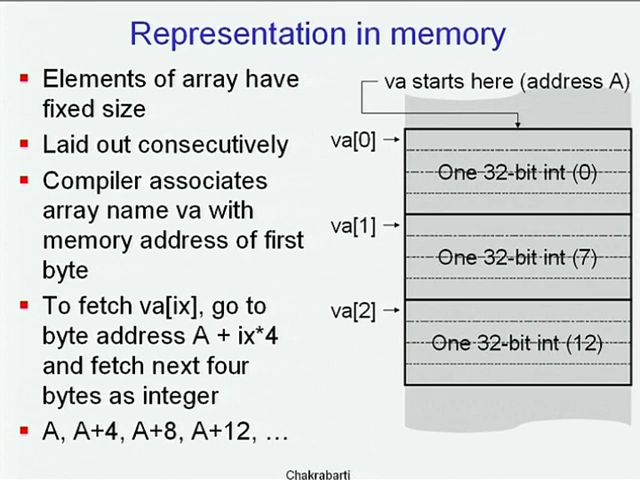 Representation in memory
Elements of array have
fixed size
Laid out consecutively
Compiler associates
array name va with
memory address of first
byte
To fetch va[ix], go to
byte address A + ix*4
and fetch next four
bytes as integer
A, A+4, A+8, A+12, …
va starts here (address A)
va[0]
One 32-bit int (0)
va[1]
One 32-bit int (7)
va[2]
One 32-bit int (12)
Chakrabarti